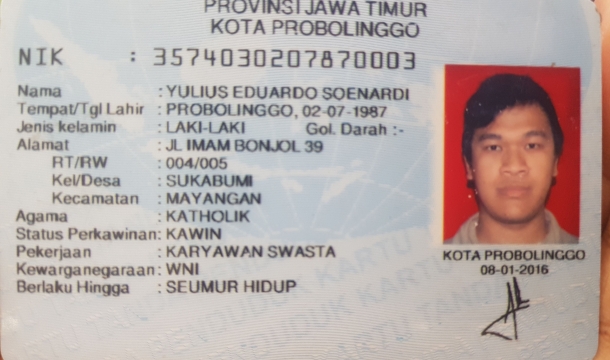 PROVINSI JAWA TIMUR
KOTA PROBOLINGGO
NIK : 3574030207870003
Nama : YULIUS EDUARDO SOENARDI
Tempat/Tgl Lahir : PROBOLINGGO, 02-07-1987
Jenis kelamin : LAKI-LAKI Gol. Darah :-
Alamat : JL IMAM BONJOL 39
RT/RW : 004/005
Kel/Desa : SUKABUMI
Kecamatan : MAYANGAN
Agama : KATHOLIK
Status Perkawinan: KAWIN
Pekerjaan : KARYAWAN SWASTA
Kewarganegaraan: WNI
Berlaku Hingga : SEUMUR HIDUP
KOTA PROBOLINGGO
08-01-2016